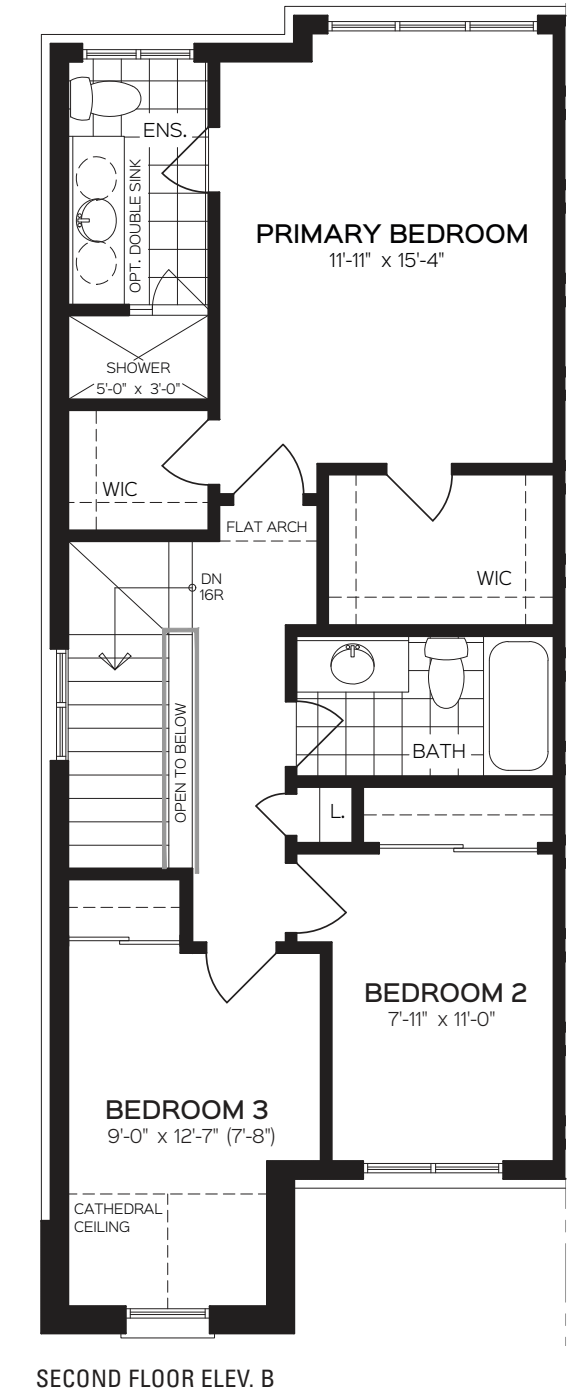 ENS.
OPT. DOUBLE SINK
PRIMARY BEDROOM
11'-11" x 15'-4"
SHOWER
5'-0" x 3'-0"
WIC
FLAT ARCH
WIC
DN
16R
OPEN TO BELOW
BATH
L.
BEDROOM 2
7'-11" x 11'-0"
BEDROOM 3
9'-0" x 12'-7" (7'-8")
CATHEDRAL
CEILING
SECOND FLOOR ELEV. B